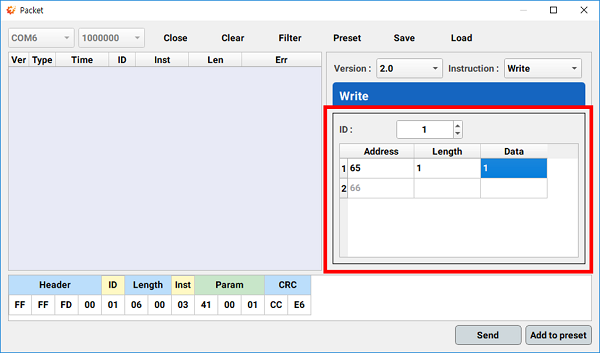 Packet
COM6 1000000 Close Clear Filter Preset Save Load
Ver Type Time ID Inst Len Err
Version : 2.0 Instruction : Write
Write
ID : 1
Address Length Data
1 65 1 1
2 66
Header ID Length Inst Param CRC
FF FF FD 00 01 06 00 03 41 00 01 CC E6
Send Add to preset